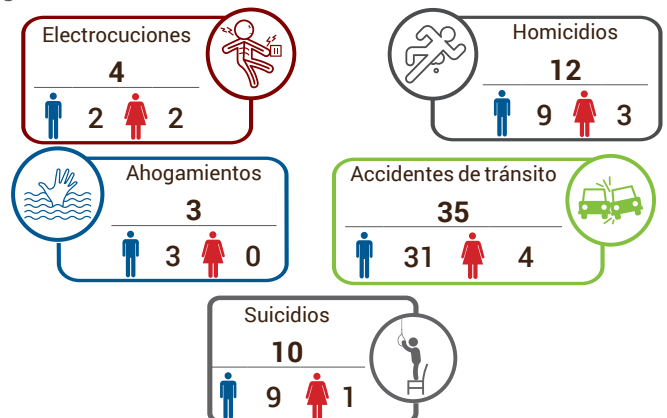 Electrocuciones
4
2 2
Homicidios
12
9 3
Ahogamientos
3
3 0
Accidentes de tránsito
35
31 4
Suicidios
10
9 1